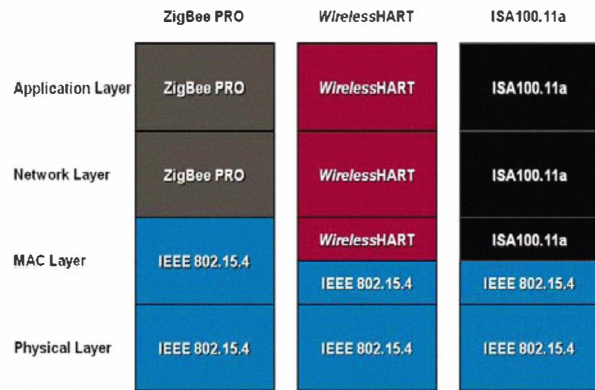 ZigBee PRO WirelessHART ISA100.11a
Application Layer ZigBee PRO WirelessHART ISA100.11a
Network Layer ZigBee PRO WirelessHART ISA100.11a
WirelessHART ISA100.11a
MAC Layer IEEE 802.15.4
IEEE 802.15.4 IEEE 802.15.4
Physical Layer IEEE 802.15.4 IEEE 802.15.4 IEEE 802.15.4